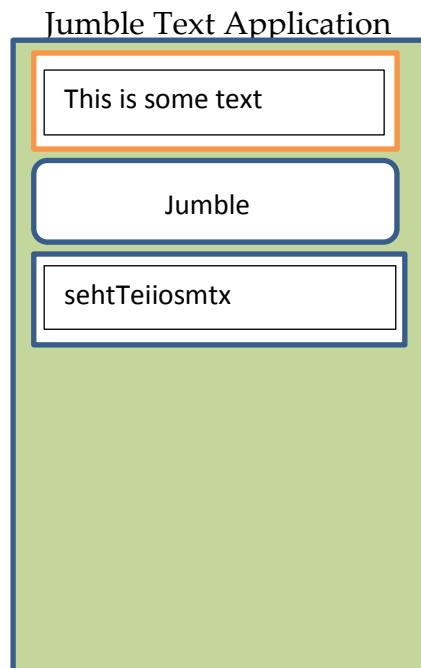 Jumble Text Application
This is some text
Jumble
sehtTeiiosmtx